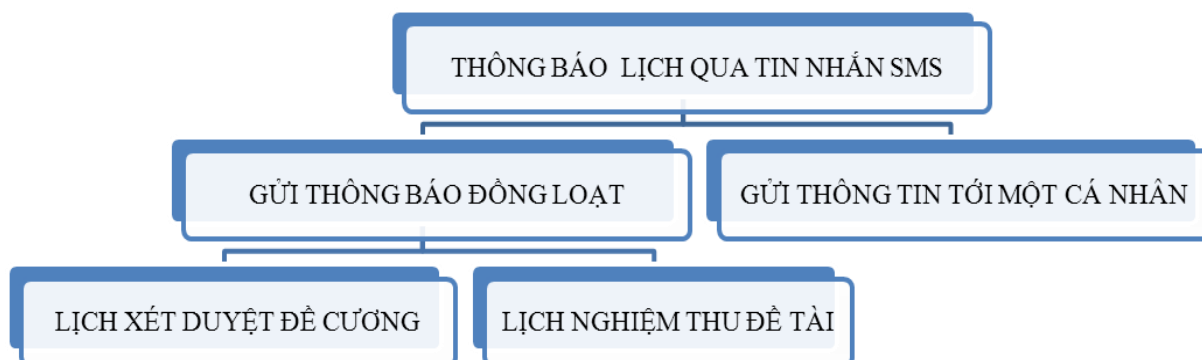 THÔNG BÁO LỊCH QUA TIN NHẮN SMS
GỬI THÔNG BÁO ĐỒNG LOẠT
GỬI THÔNG TIN TỚI MỘT CÁ NHÂN
LỊCH XÉT DUYỆT ĐỀ CƯƠNG
LỊCH NGHIỆM THU ĐỀ TÀI